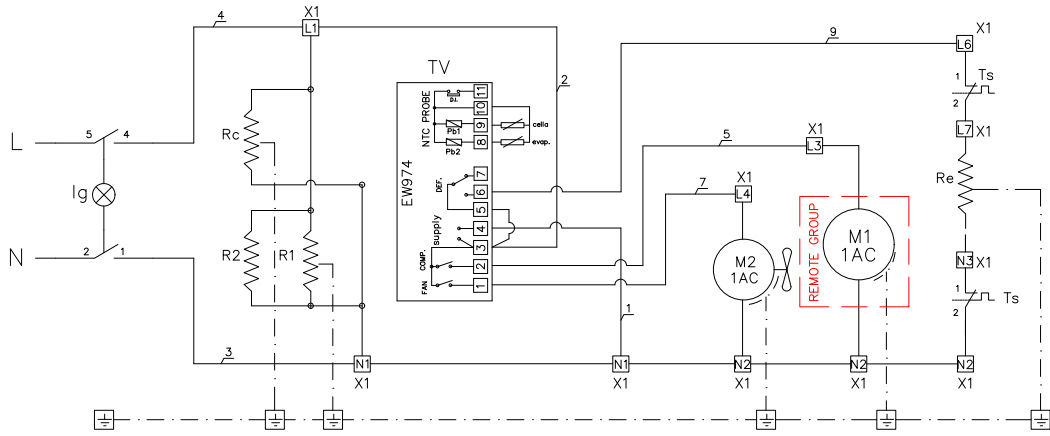 X1
4
L1
9
X1
L6
TV
2
1
Ts
2
11
D.I.
10
NTC PROBE
9
Pb1
cella
8
Pb2
evap.
L7
X1
L
5
4
Rc
5
X1
L3
EW974
7
DEF.
6
7
X1
L4
Re
Ig
5
supply
4
3
REMOTE GROUP
M1
1AC
N
2
1
R2
R1
COMP.
2
M2
1AC
N3
X1
FAN
1
1
Ts
2
1
3
N1
X1
N1
X1
N2
X1
N2
X1
N2
X1